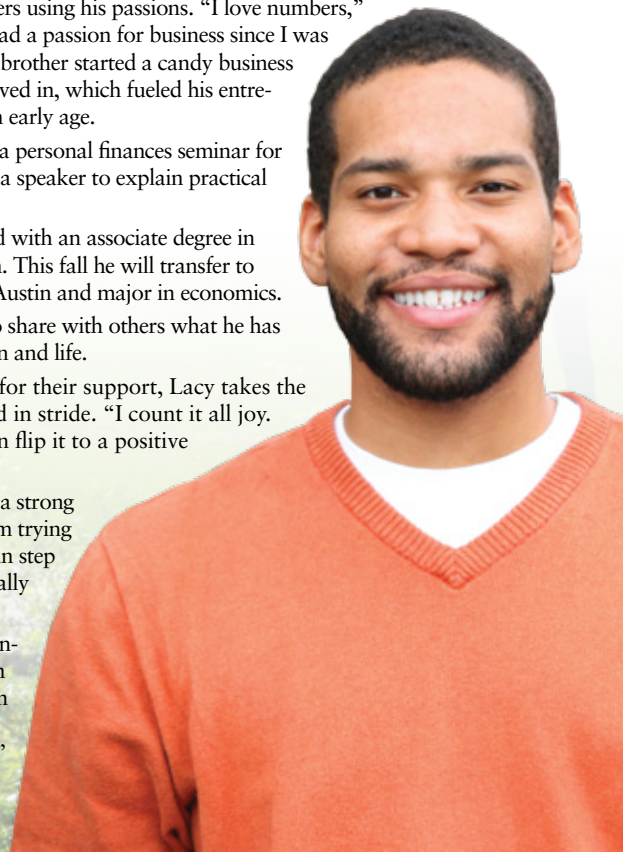 ers using his passions. “I love numbers,”
ad a passion for business since I was
brother started a candy business
ved in, which fueled his entre-
early age.
a personal finances seminar for
a speaker to explain practical
d with an associate degree in
. This fall he will transfer to
Austin and major in economics.
share with others what he has
n and life.
for their support, Lacy takes the
d in stride. “I count it all joy.
n flip it to a positive
a strong
m trying
n step
ally
n-
n
n
,